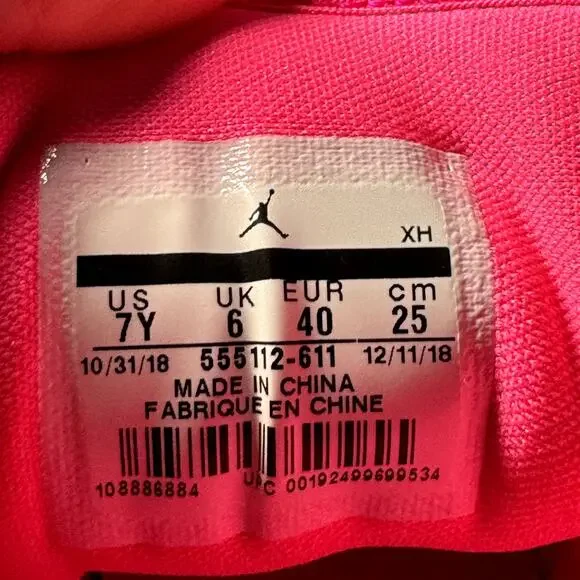 XH
US UK EUR cm
7Y 6 40 25
10/31/18 555112-611 12/11/18
MADE IN CHINA
FABRIQUE EN CHINE
108886884 UPC 00192499699534